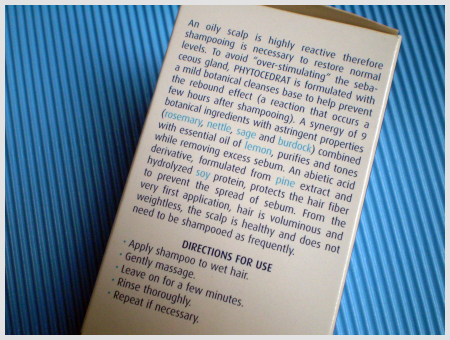 An oily scalp is highly reactive therefore
shampooing is necessary to restore normal
levels. To avoid "over-stimulating" the seba-
ceous gland, PHYTOCEDRAT is formulated with
a mild botanical cleanses base to help prevent
the rebound effect (a reaction that occurs a
few hours after shampooing). A synergy of 9
botanical ingredients with astringent properties
(rosemary, nettle, sage and burdock) combined
with essential oil of lemon, purifies and tones
while removing excess sebum. An abietic acid
derivative, formulated from pine extract and
hydrolyzed soy protein, protects the hair fiber
to prevent the spread of sebum. From the
very first application, hair is voluminous and
weightless, the scalp is healthy and does not
need to be shampooed as frequently.
DIRECTIONS FOR USE
· Apply shampoo to wet hair.
· Gently massage.
· Leave on for a few minutes.
· Rinse thoroughly.
· Repeat if necessary.